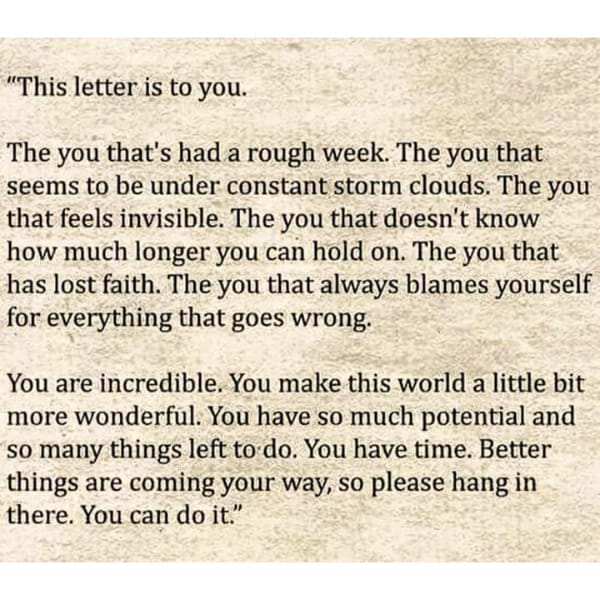 “This letter is to you.
The you that's had a rough week. The you that
seems to be under constant storm clouds. The you
that feels invisible. The you that doesn't know
how much longer you can hold on. The you that
has lost faith. The you that always blames yourself
for everything that goes wrong.
You are incredible. You make this world a little bit
more wonderful. You have so much potential and
so many things left to do. You have time. Better
things are coming your way, so please hang in
there. You can do it.”